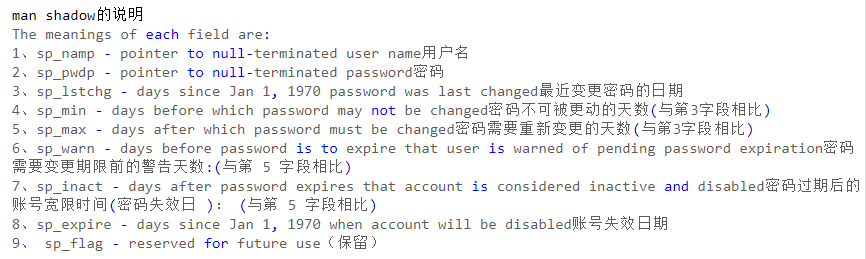 man shadow的说明
The meanings of each field are:
1、sp_namp - pointer to null-terminated user name用户名
2、sp_pwdp - pointer to null-terminated password密码
3、sp_lstchg - days since Jan 1, 1970 password was last changed最近变更密码的日期
4、sp_min - days before which password may not be changed密码不可被更动的天数(与第3字段相比)
5、sp_max - days after which password must be changed密码需要重新变更的天数(与第3字段相比)
6、sp_warn - days before password is to expire that user is warned of pending password expiration密码
需要变更期限前的警告天数:(与第 5 字段相比)
7、sp_inact - days after password expires that account is considered inactive and disabled密码过期后的
账号宽限时间(密码失效日 )： (与第 5 字段相比)
8、sp_expire - days since Jan 1, 1970 when account will be disabled账号失效日期
9、 sp_flag - reserved for future use（保留）